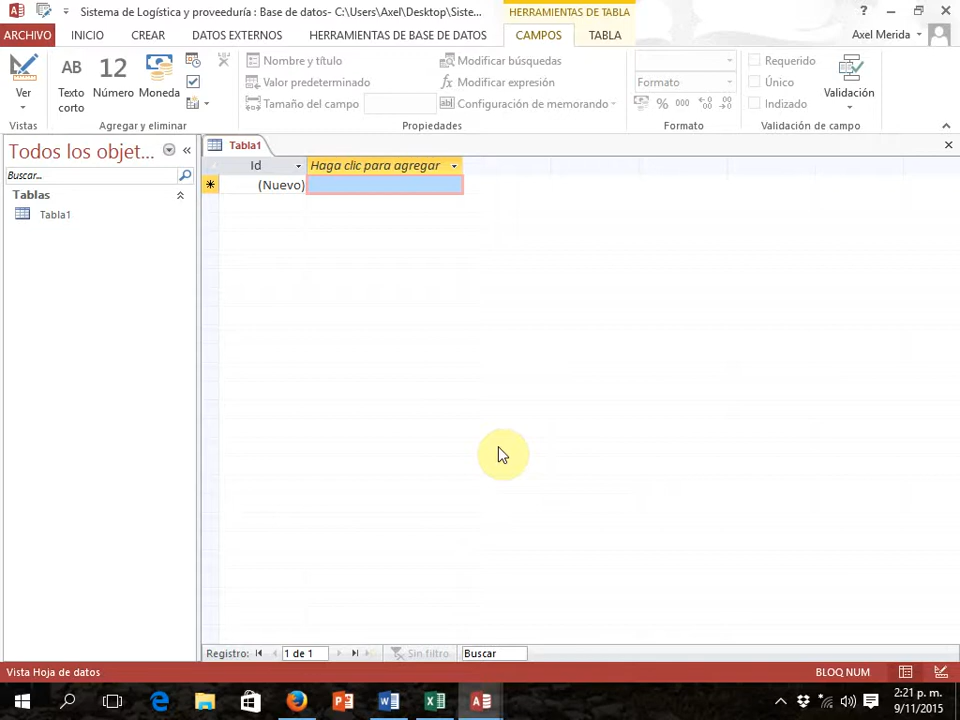 Sistema de Logística y proveeduría : Base de datos- C:\Users\Axel\Desktop\Siste...
HERRAMIENTAS DE TABLA
?
ARCHIVO INICIO CREAR DATOS EXTERNOS HERRAMIENTAS DE BASE DE DATOS CAMPOS TABLA
Axel Merida
Ver
Vistas
AB
Texto
corto
12
Número
Moneda
Agregar y eliminar
Nombre y título
Valor predeterminado
Tamaño del campo
Modificar búsquedas
fx Modificar expresión
ab Configuración de memorando
Propiedades
Formato
% 000
Formato
Requerido
Único
Indizado
Validación
Validación de campo
Todos los objet...
Buscar...
Tablas
Tabla1
Tabla1
Id Haga clic para agregar
(Nuevo)
Registro: 1 de 1 Sin filtro Buscar
Vista Hoja de datos
BLOQ NUM
2:21 p. m.
9/11/2015